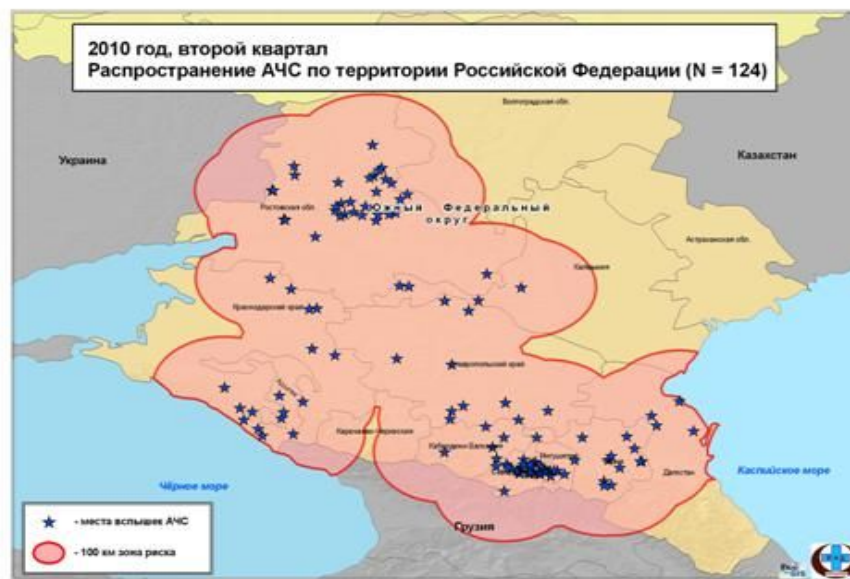 2010 год, второй квартал
Распространение АЧС по территории Российской Федерации (N = 124)
Волгоградская обл.
Украина
Казахстан
Ростовская обл.
Южный Федеральный
округ
Астраханская обл.
Калмыкия
Краснодарский край
Ставропольский край
Карачаево-Черкесская
Кабардино-Балкария
Ингушетия
Дагестан
Чёрное море
Каспийское море
Грузия
- места вспышек АЧС
- 100 км зона риска